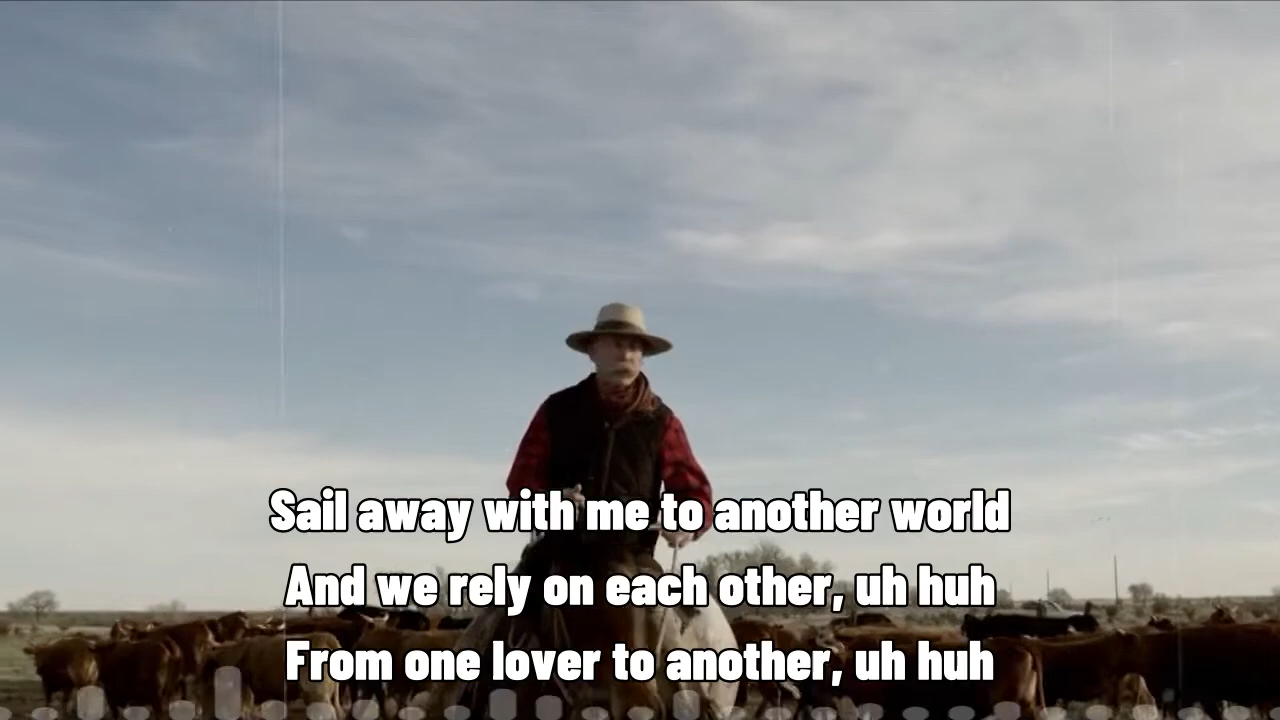 Sail away with me to another world
And we rely on each other, uh huh
From one lover to another, uh huh